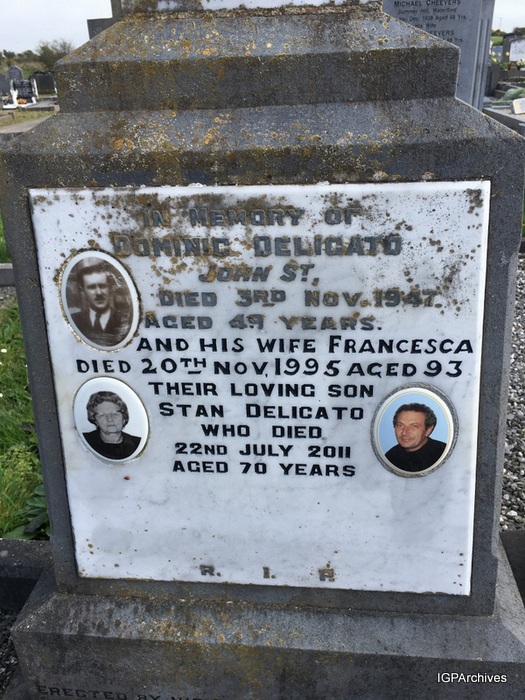 MICHAEL CHEEVERS
IN MEMORY OF
DOMINIC DELICATO
JOHN ST,
DIED 3RD NOV. 1947.
AGED 49 YEARS.
AND HIS WIFE FRANCESCA
DIED 20TH NOV, 1995 AGED 93
THEIR LOVING SON
STAN DELICATO
WHO DIED
22ND JULY 2011
AGED 70 YEARS
R. I. P.
ERECTED BY HIS
IGPArchives